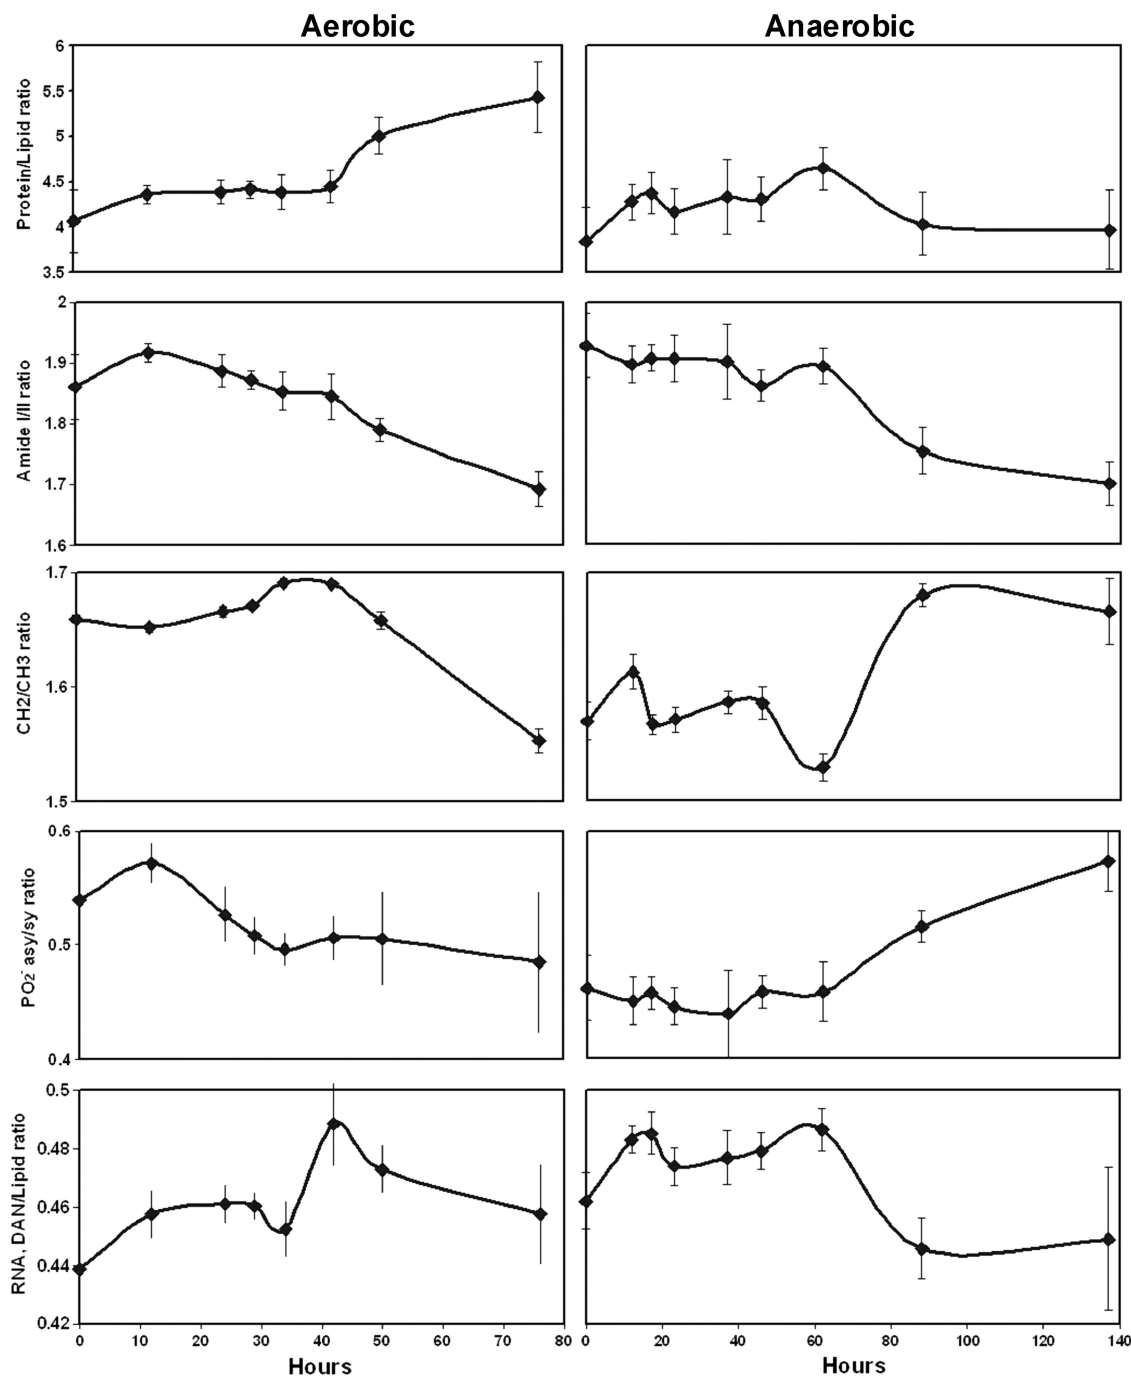 Aerobic
Anaerobic
Protein/Lipid ratio
6
5.5
5
4.5
4
3.5
Amide I/II ratio
2
1.9
1.8
1.7
1.6
CH2/CH3 ratio
1.7
1.6
1.5
PO2- asy/sy ratio
0.6
0.5
0.4
RNA, DAN/Lipid ratio
0.5
0.48
0.46
0.44
0.42
0 10 20 30 40 50 60 70 80
0 20 40 60 80 100 120 140
Hours
Hours